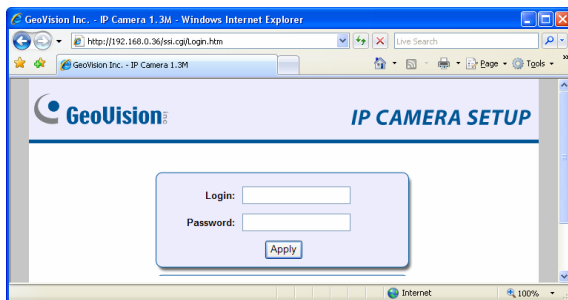 GeoVision Inc. - IP Camera 1.3M - Windows Internet Explorer
http://192.168.0.36/ssi.cgi/Login.htm
Live Search
GeoVision Inc. - IP Camera 1.3M
Page
Tools
GeoVision inc
IP CAMERA SETUP
Login:
Password:
Apply
Internet
100%